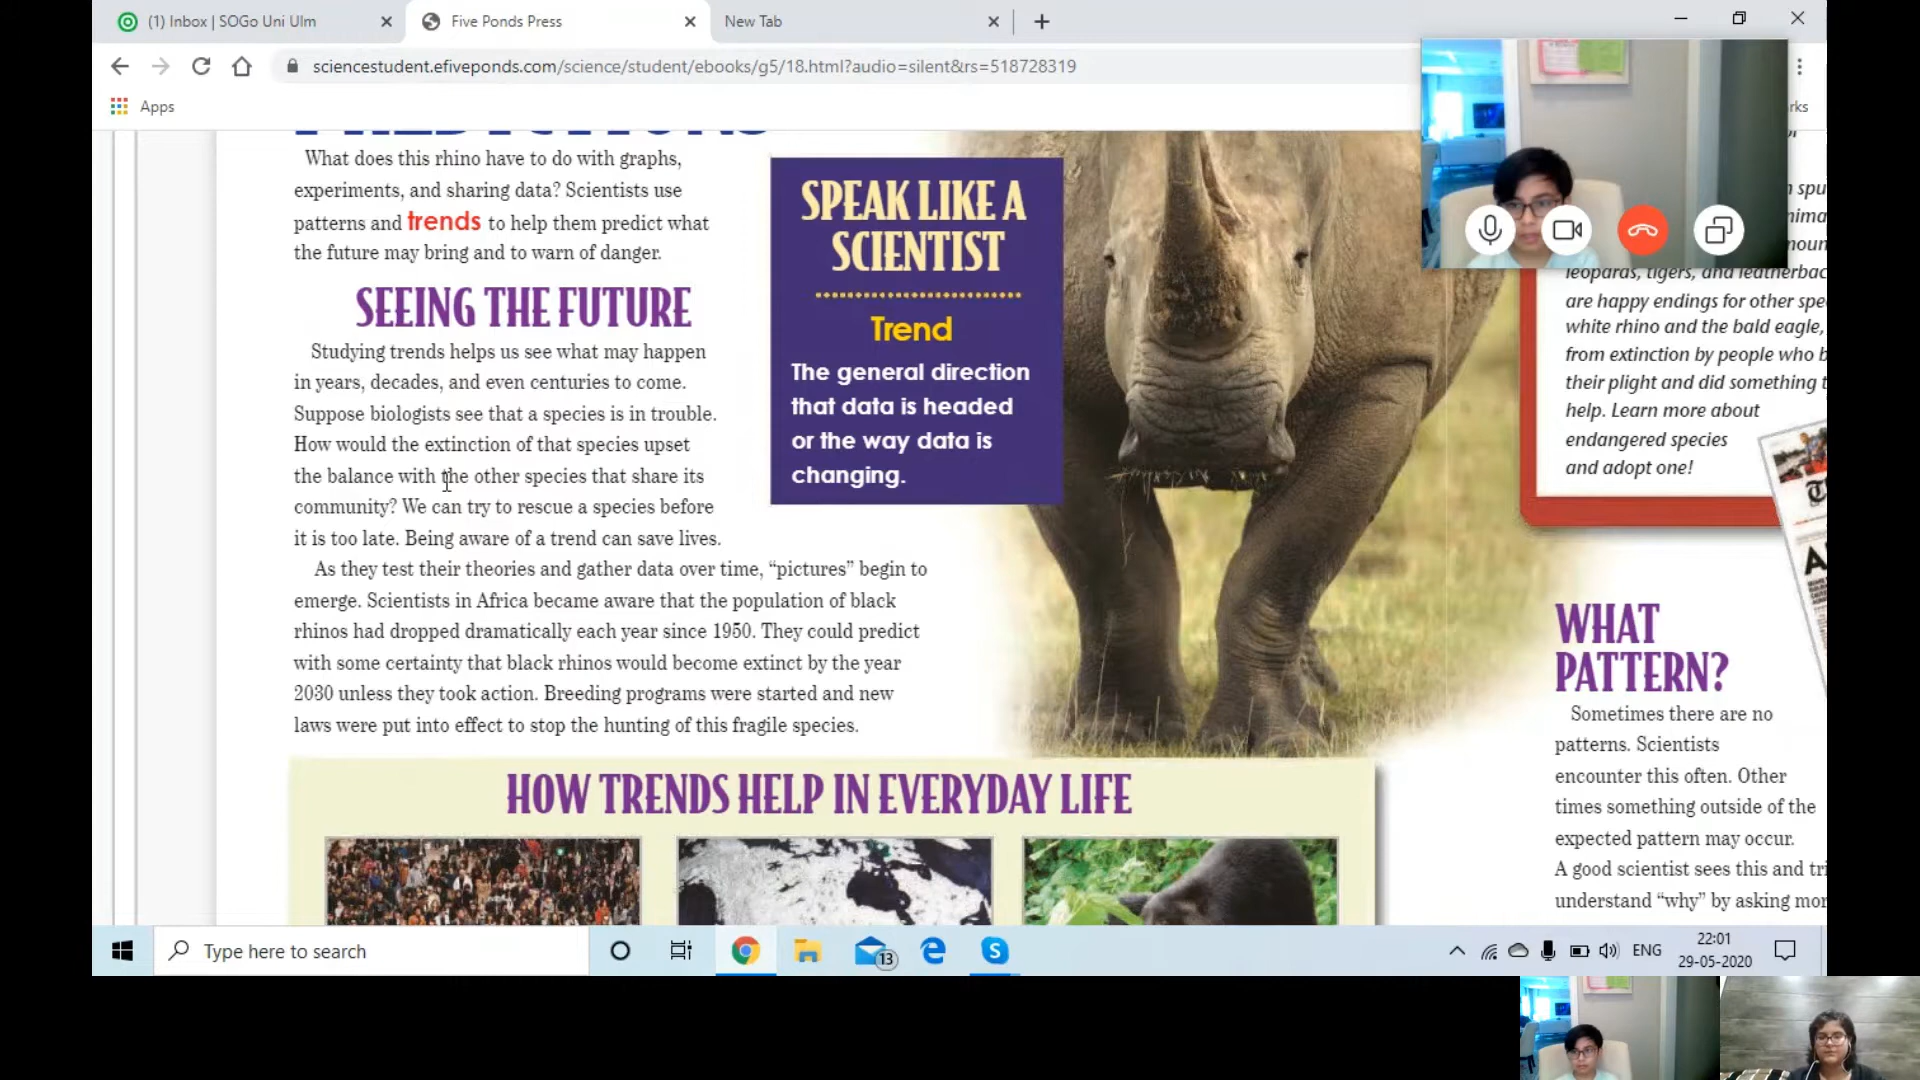 (1) Inbox | SOGo Uni Ulm
Five Ponds Press
New Tab
sciencestudent.efiveponds.com/science/student/ebooks/g5/18.html?audio=silent&rs=518728319
Apps
What does this rhino have to do with graphs,
experiments, and sharing data? Scientists use
patterns and trends to help them predict what
the future may bring and to warn of danger.
SEEING THE FUTURE
Studying trends helps us see what may happen
in years, decades, and even centuries to come.
Suppose biologists see that a species is in trouble.
How would the extinction of that species upset
the balance with the other species that share its
community? We can try to rescue a species before
it is too late. Being aware of a trend can save lives.
As they test their theories and gather data over time, “pictures” begin to
emerge. Scientists in Africa became aware that the population of black
rhinos had dropped dramatically each year since 1950. They could predict
with some certainty that black rhinos would become extinct by the year
2030 unless they took action. Breeding programs were started and new
laws were put into effect to stop the hunting of this fragile species.
SPEAK LIKE A
SCIENTIST
Trend
The general direction
that data is headed
or the way data is
changing.
HOW TRENDS HELP IN EVERYDAY LIFE
leopards, tigers, and
are happy endings for other
white rhino and the bald eagle,
from extinction by people who
their plight and did something
help. Learn more about
endangered species
and adopt one!
WHAT
PATTERN?
Sometimes there are no
patterns. Scientists
encounter this often. Other
times something outside of the
expected pattern may occur.
A good scientist sees this and
understand “why” by asking
Type here to search
13
ENG
22:01
29-05-2020